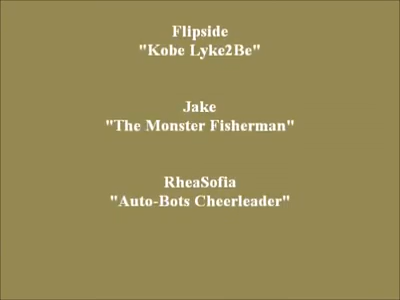 Flipside
"Kobe Lyke2Be"
Jake
"The Monster Fisherman"
RheaSofia
"Auto-Bots Cheerleader"